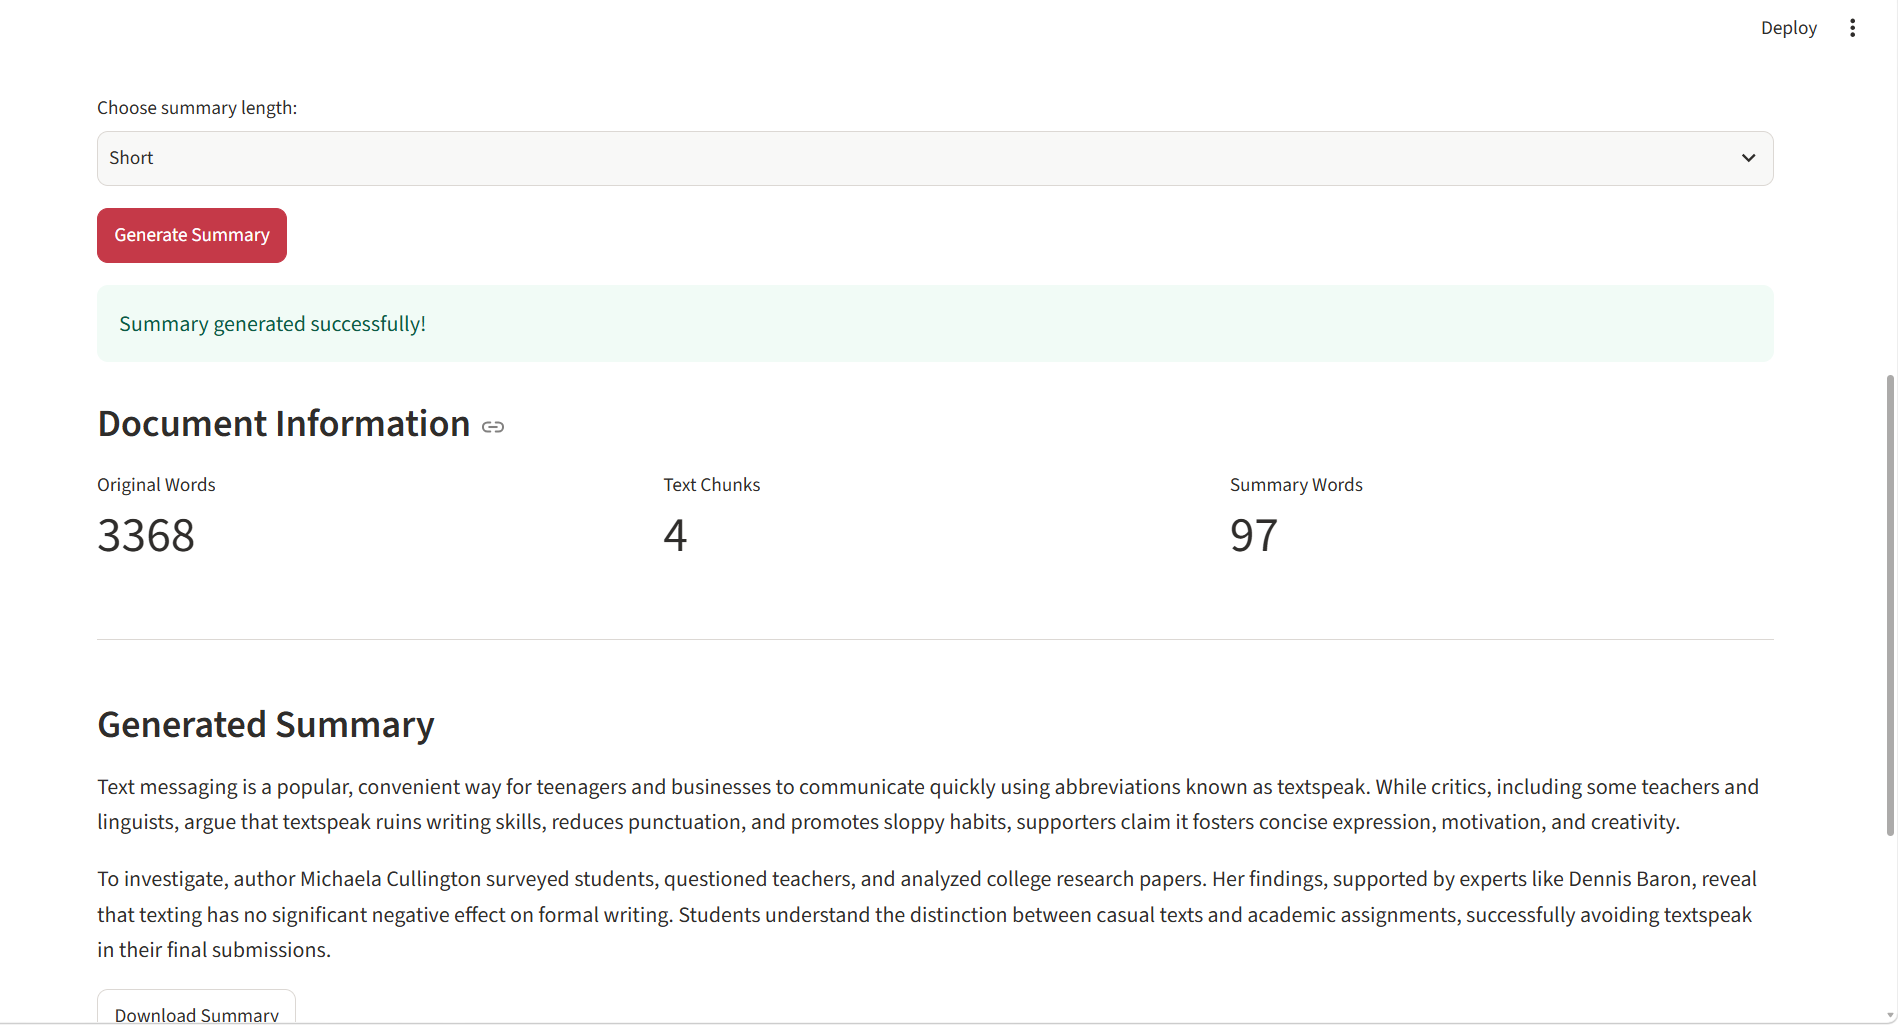 Deploy
Choose summary length:
Short
Generate Summary
Summary generated successfully!
Document Information
Original Words
Text Chunks
Summary Words
3368
4
97
Generated Summary
Text messaging is a popular, convenient way for teenagers and businesses to communicate quickly using abbreviations known as textspeak. While critics, including some teachers and
linguists, argue that textspeak ruins writing skills, reduces punctuation, and promotes sloppy habits, supporters claim it fosters concise expression, motivation, and creativity.
To investigate, author Michaela Cullington surveyed students, questioned teachers, and analyzed college research papers. Her findings, supported by experts like Dennis Baron, reveal
that texting has no significant negative effect on formal writing. Students understand the distinction between casual texts and academic assignments, successfully avoiding textspeak
in their final submissions.
Download Summary